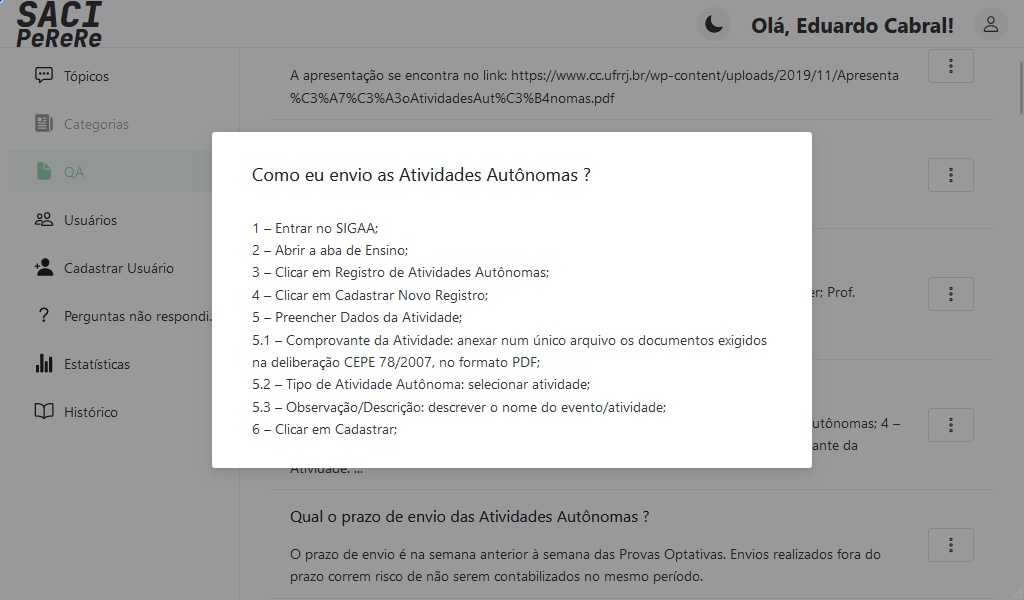 SACI
PeReRe
Olá, Eduardo Cabral!
Tópicos
Categorias
QA
Usuários
Cadastrar Usuário
Perguntas não respondi.
Estatísticas
Histórico
A apresentação se encontra no link: https://www.cc.ufrrj.br/wp-content/uploads/2019/11/Apresenta
%C3%A7%C3%A3oAtividadesAut%C3%B4nomas.pdf
Como eu envio as Atividades Autônomas ?
1 – Entrar no SIGAA;
2 – Abrir a aba de Ensino;
3 – Clicar em Registro de Atividades Autônomas;
4 – Clicar em Cadastrar Novo Registro;
5 – Preencher Dados da Atividade;
5.1 – Comprovante da Atividade: anexar num único arquivo os documentos exigidos
na deliberação CEPE 78/2007, no formato PDF;
5.2 – Tipo de Atividade Autônoma: selecionar atividade;
5.3 – Observação/Descrição: descrever o nome do evento/atividade;
6 – Clicar em Cadastrar;
er; Prof.
utônomas; 4 –
ante da
Atividade: ...
Qual o prazo de envio das Atividades Autônomas ?
O prazo de envio é na semana anterior à semana das Provas Optativas. Envios realizados fora do
prazo correm risco de não serem contabilizados no mesmo período.